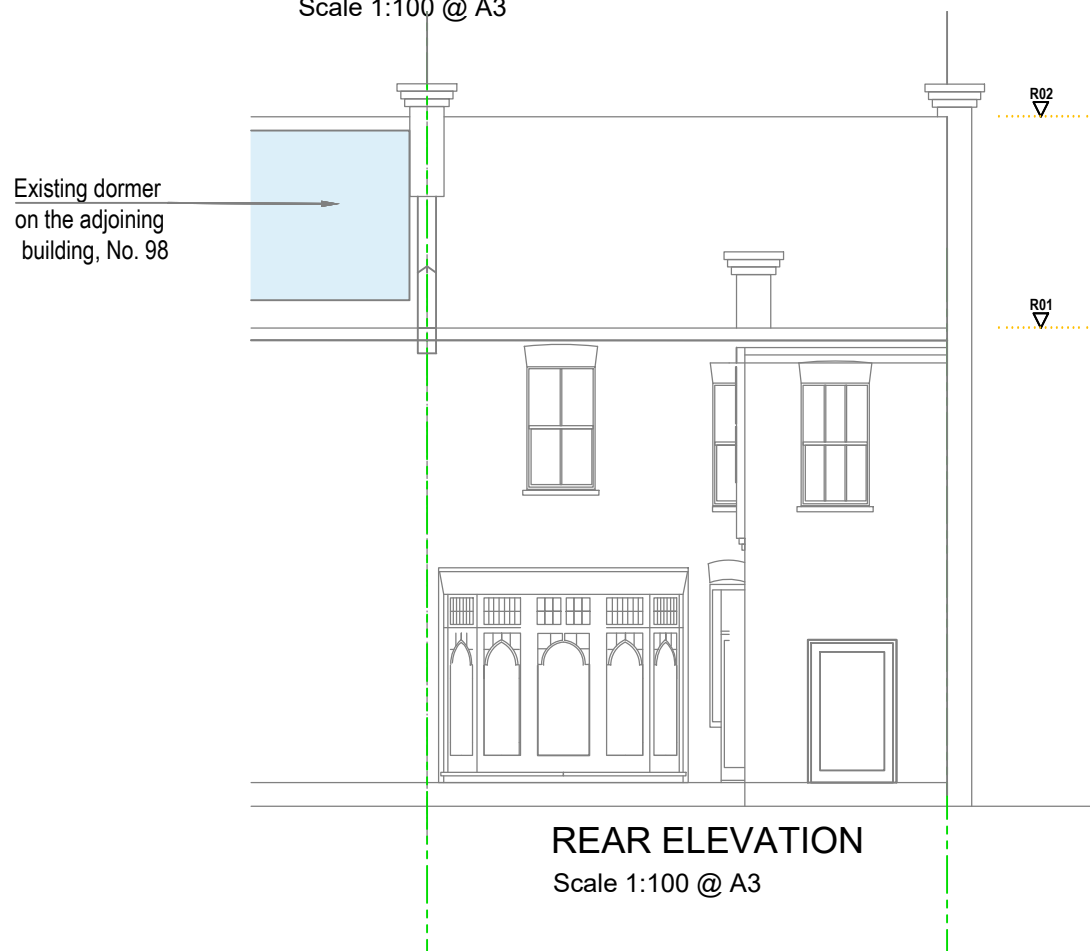 Scale 1:100 @ A3
R02
Existing dormer
on the adjoining
building, No. 98
R01
REAR ELEVATION
Scale 1:100 @ A3